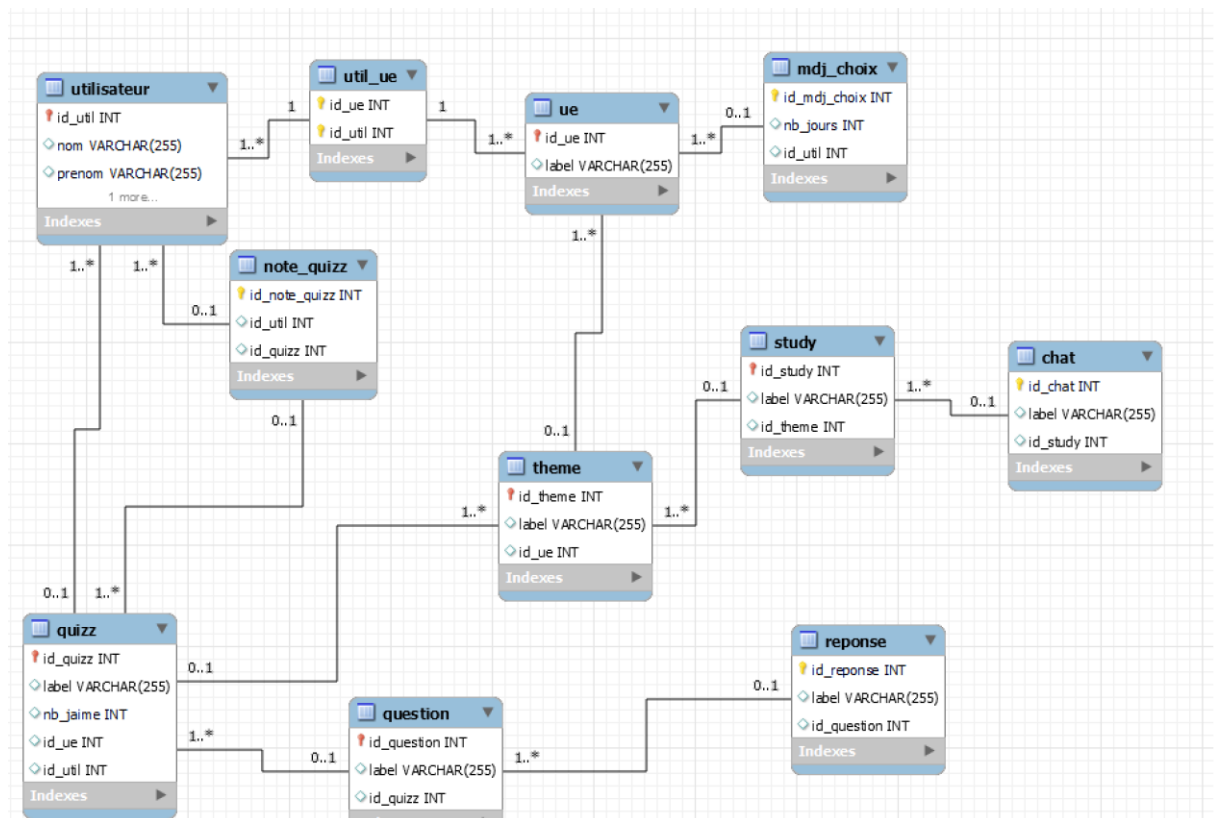 utilisateur
id_util INT
nom VARCHAR(255)
prenom VARCHAR(255)
1 more...
Indexes
1
1..*
util_ue
id_ue INT
id_util INT
Indexes
1
1..*
ue
id_ue INT
label VARCHAR(255)
Indexes
0..1
1..*
mdj_choix
id_mdj_choix INT
nb_jours INT
id_util INT
Indexes
1..*
1..*
0..1
note_quizz
id_note_quizz INT
id_util INT
id_quizz INT
Indexes
0..1
1..*
0..1
study
id_study INT
label VARCHAR(255)
id_theme INT
Indexes
0..1
1..*
0..1
chat
id_chat INT
label VARCHAR(255)
id_study INT
Indexes
theme
id_theme INT
label VARCHAR(255)
id_ue INT
Indexes
1..*
1..*
0..1
1..*
quizz
id_quizz INT
label VARCHAR(255)
nb_jaime INT
id_ue INT
id_util INT
Indexes
0..1
1..*
0..1
question
id_question INT
label VARCHAR(255)
id_quizz INT
1..*
0..1
reponse
id_reponse INT
label VARCHAR(255)
id_question INT
Indexes